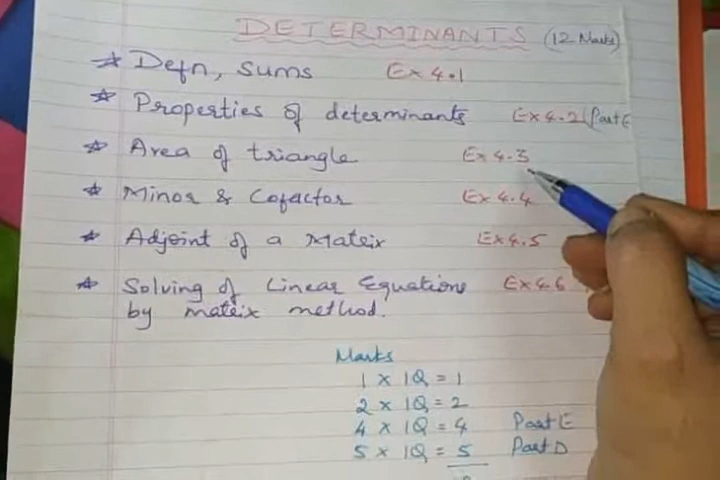 DETERMINANTS (12 Marks)
* Defn, sums Ex 4.1
* Properties of determinants Ex 4.2 (Part E
* Area of triangle Ex 4.3
* Minor & Cofactor Ex 4.4
* Adjoint of a Matrix Ex 4.5
* Solving of Linear Equations Ex 4.6
by matrix method.
Marks
1 × 1Q = 1
2 × 1Q = 2
4 × 1Q = 4 Part E
5 × 1Q = 5 Part D